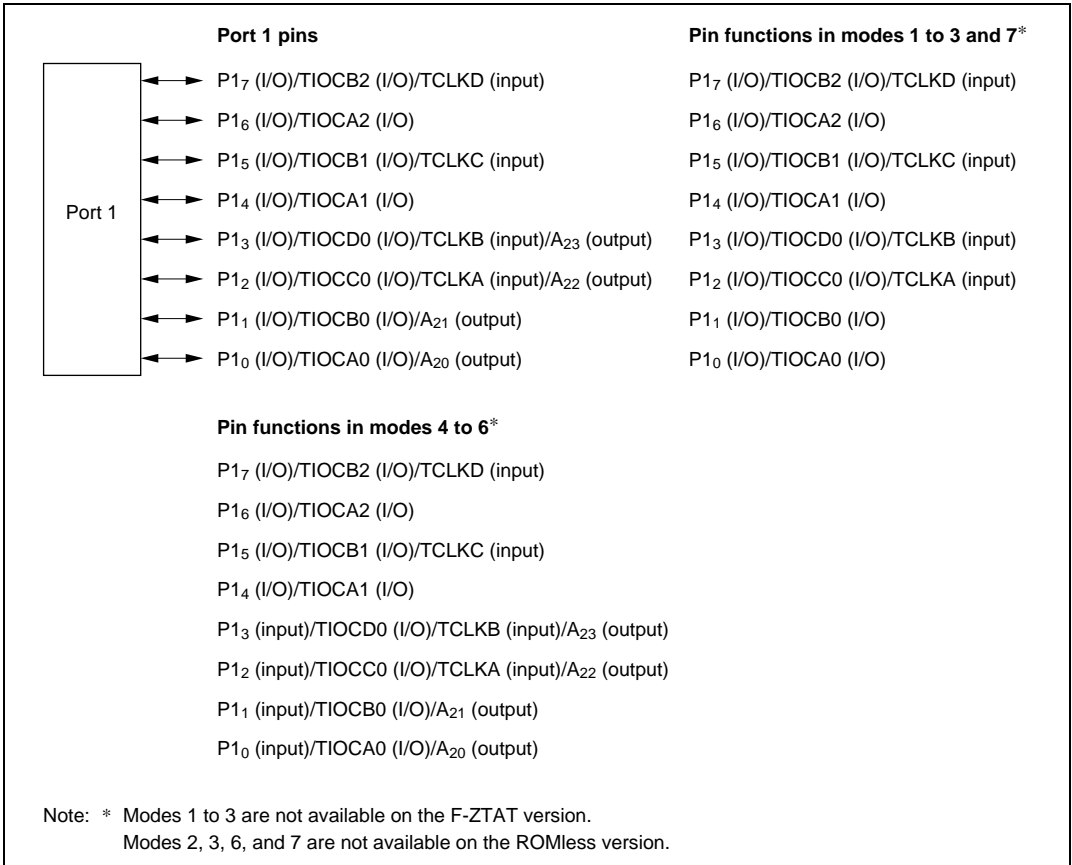 Port 1 pins
Pin functions in modes 1 to 3 and 7*
Port 1
P1₇ (I/O)/TIOCB2 (I/O)/TCLKD (input)
P1₆ (I/O)/TIOCA2 (I/O)
P1₅ (I/O)/TIOCB1 (I/O)/TCLKC (input)
P1₄ (I/O)/TIOCA1 (I/O)
P1₃ (I/O)/TIOCD0 (I/O)/TCLKB (input)/A₂₃ (output)
P1₂ (I/O)/TIOCC0 (I/O)/TCLKA (input)/A₂₂ (output)
P1₁ (I/O)/TIOCB0 (I/O)/A₂₁ (output)
P1₀ (I/O)/TIOCA0 (I/O)/A₂₀ (output)
P1₇ (I/O)/TIOCB2 (I/O)/TCLKD (input)
P1₆ (I/O)/TIOCA2 (I/O)
P1₅ (I/O)/TIOCB1 (I/O)/TCLKC (input)
P1₄ (I/O)/TIOCA1 (I/O)
P1₃ (I/O)/TIOCD0 (I/O)/TCLKB (input)
P1₂ (I/O)/TIOCC0 (I/O)/TCLKA (input)
P1₁ (I/O)/TIOCB0 (I/O)
P1₀ (I/O)/TIOCA0 (I/O)
Pin functions in modes 4 to 6*
P1₇ (I/O)/TIOCB2 (I/O)/TCLKD (input)
P1₆ (I/O)/TIOCA2 (I/O)
P1₅ (I/O)/TIOCB1 (I/O)/TCLKC (input)
P1₄ (I/O)/TIOCA1 (I/O)
P1₃ (input)/TIOCD0 (I/O)/TCLKB (input)/A₂₃ (output)
P1₂ (input)/TIOCC0 (I/O)/TCLKA (input)/A₂₂ (output)
P1₁ (input)/TIOCB0 (I/O)/A₂₁ (output)
P1₀ (input)/TIOCA0 (I/O)/A₂₀ (output)
Note: * Modes 1 to 3 are not available on the F-ZTAT version.
Modes 2, 3, 6, and 7 are not available on the ROMless version.